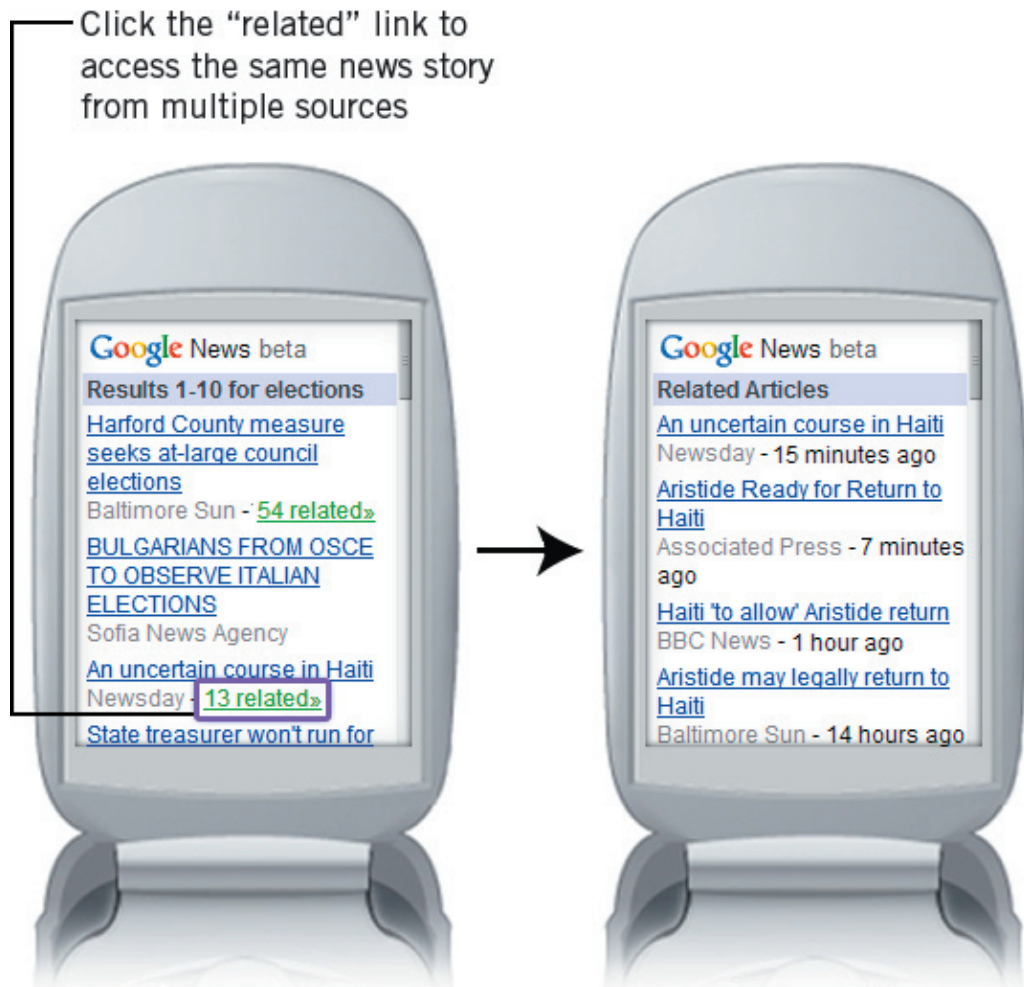 Click the “related” link to
access the same news story
from multiple sources
Google News beta
Results 1-10 for elections
Harford County measure
seeks at-large council
elections
Baltimore Sun - 54 related»
BULGARIANS FROM OSCE
TO OBSERVE ITALIAN
ELECTIONS
Sofia News Agency
An uncertain course in Haiti
Newsday - 13 related»
State treasurer won't run for
Google News beta
Related Articles
An uncertain course in Haiti
Newsday - 15 minutes ago
Aristide Ready for Return to
Haiti
Associated Press - 7 minutes
ago
Haiti 'to allow' Aristide return
BBC News - 1 hour ago
Aristide may legally return to
Haiti
Baltimore Sun - 14 hours ago